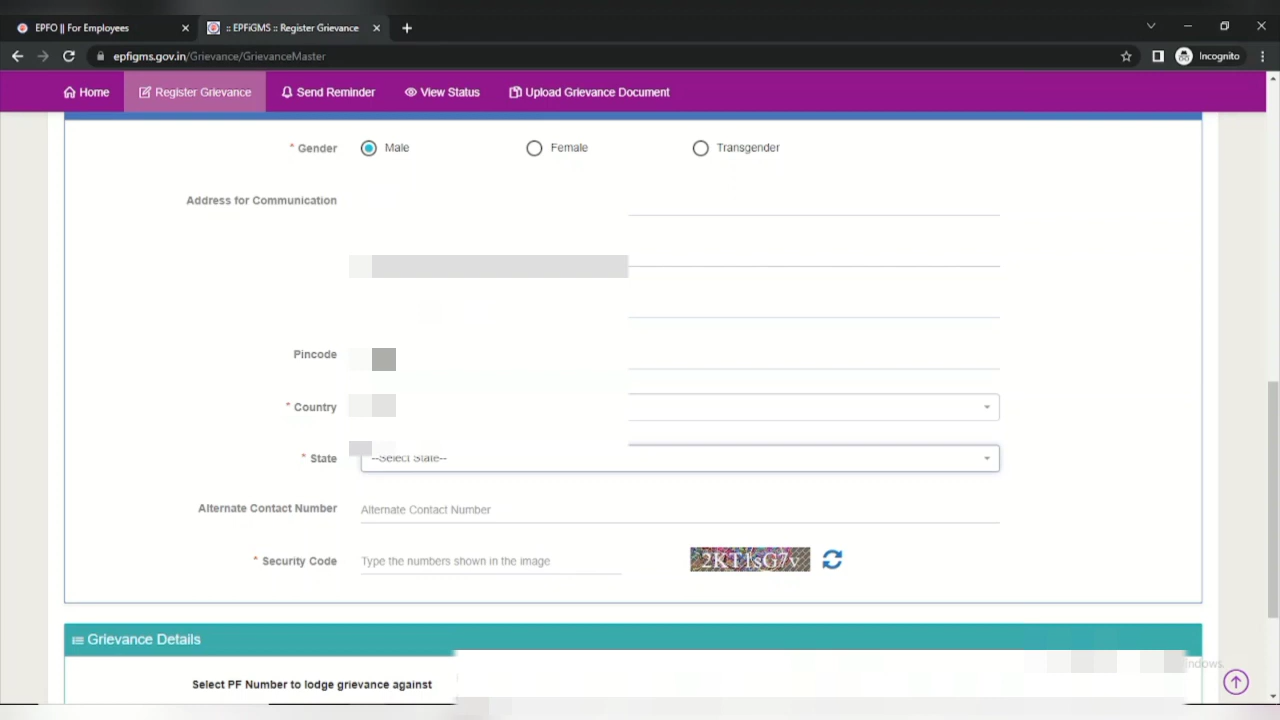 EPFO || For Employees
:: EPFiGMS :: Register Grievance
epfigms.gov.in/Grievance/GrievanceMaster
Incognito
Home
Register Grievance
Send Reminder
View Status
Upload Grievance Document
* Gender
Male
Female
Transgender
Address for Communication
Pincode
* Country
* State
--Select State--
Alternate Contact Number
Alternate Contact Number
* Security Code
Type the numbers shown in the image
2KT1sG7v
Grievance Details
Select PF Number to lodge grievance against